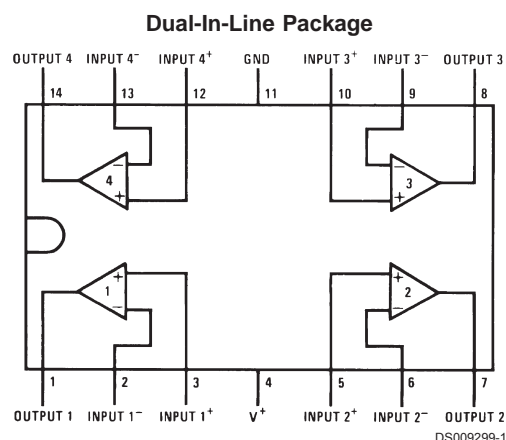 Dual-In-Line Package
OUTPUT 4 INPUT 4⁻ INPUT 4⁺ GND INPUT 3⁺ INPUT 3⁻ OUTPUT 3
14 13 12 11 10 9 8
− −
4 3
+ +
+ +
1 2
− −
1 2 3 4 5 6 7
OUTPUT 1 INPUT 1⁻ INPUT 1⁺ V⁺ INPUT 2⁺ INPUT 2⁻ OUTPUT 2
DS009299-1